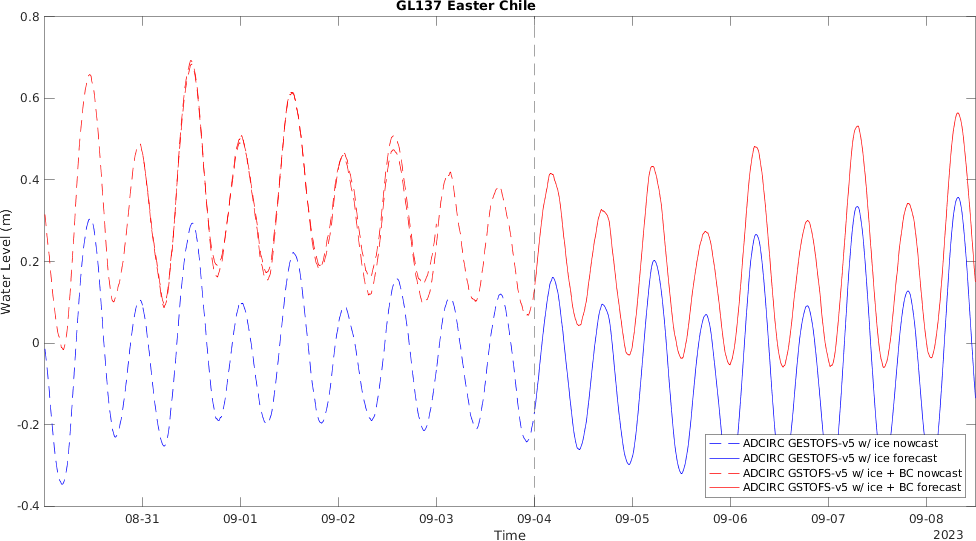 GL137 Easter Chile
0.8
0.6
0.4
0.2
0
-0.2
-0.4
Water Level (m)
ADCIRC GESTOFS-v5 w/ ice nowcast
ADCIRC GESTOFS-v5 w/ ice forecast
ADCIRC GSTOFS-v5 w/ ice + BC nowcast
ADCIRC GSTOFS-v5 w/ ice + BC forecast
08-31 09-01 09-02 09-03 09-04 09-05 09-06 09-07 09-08
Time
2023